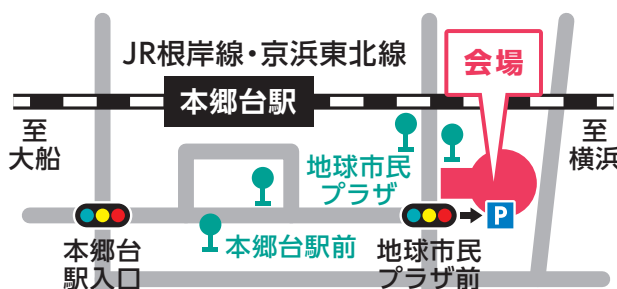 JR根岸線・京浜東北線
会場
本郷台駅
至
大船
至
横浜
地球市民
プラザ
P
本郷台駅前
本郷台
駅入口
地球市民
プラザ前